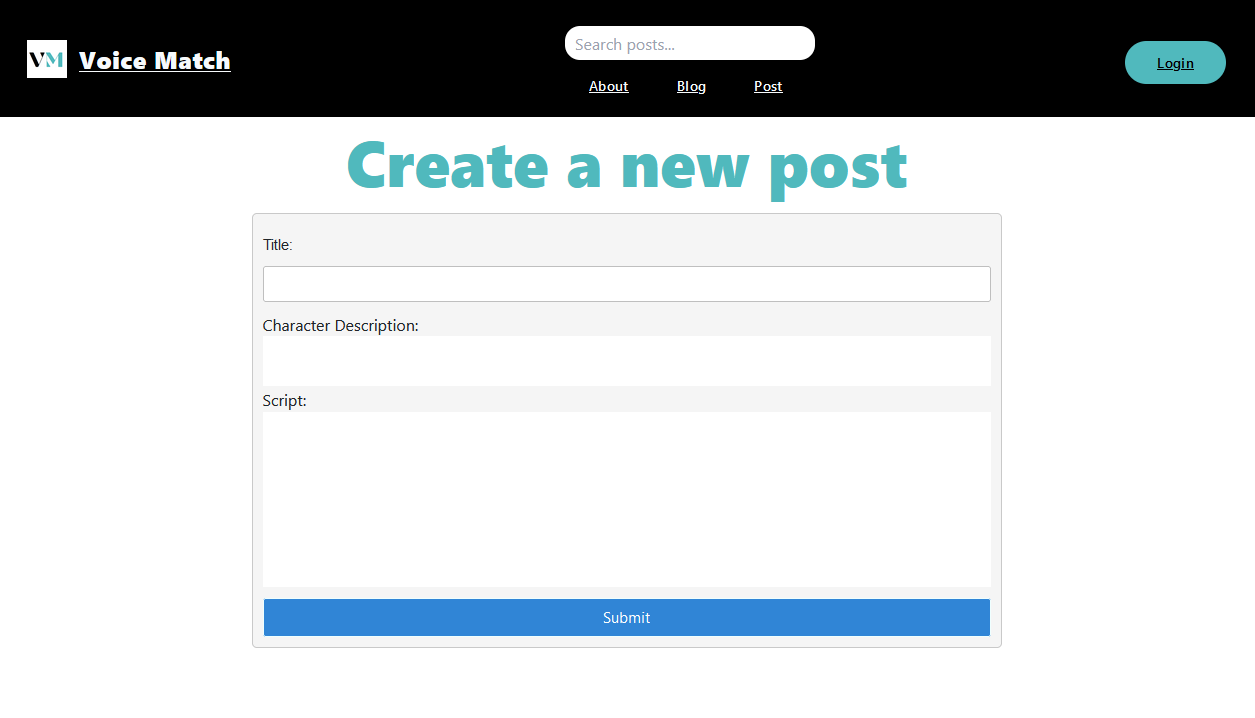 VM Voice Match
Search posts...
About Blog Post
Login
Create a new post
Title:
Character Description:
Script:
Submit